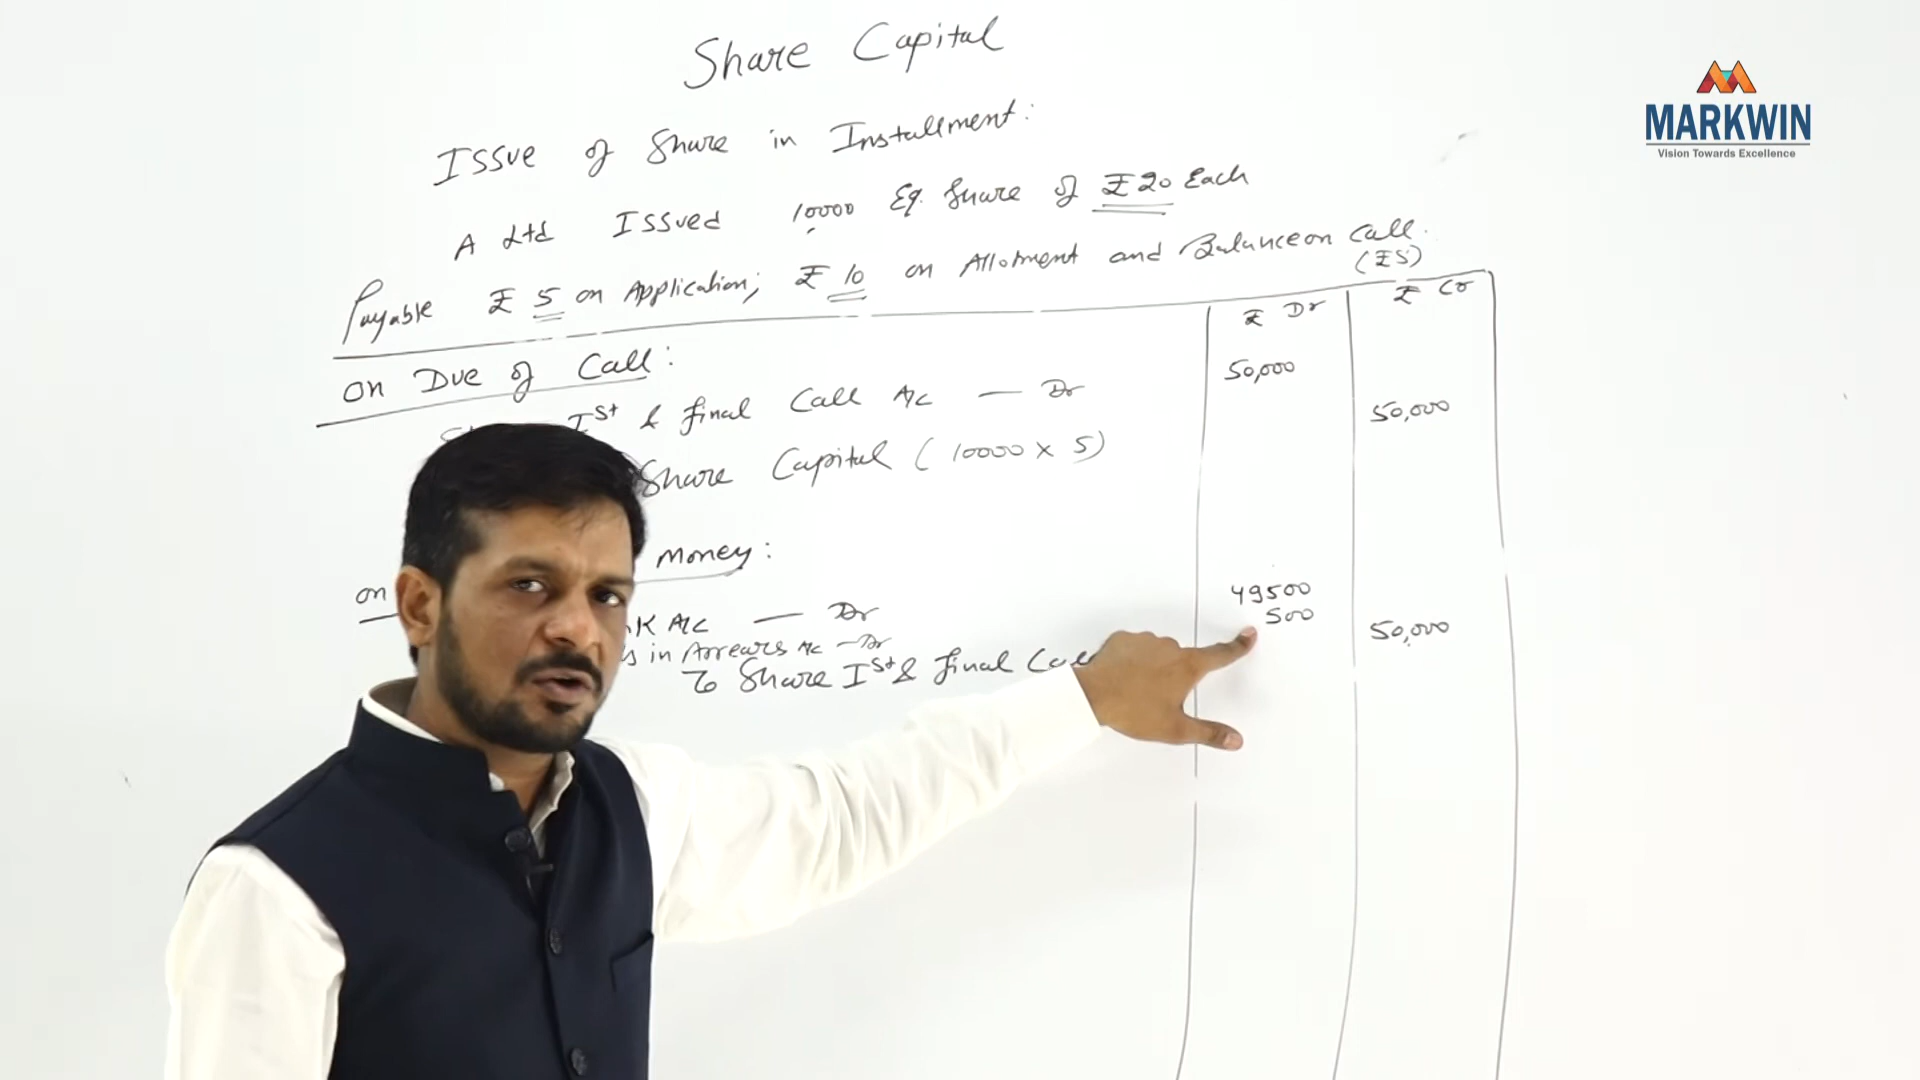 Share Capital
MARKWIN
Vision Towards Excellence
Issue of Share in Installment:
A Ltd Issued 10000 Eq. Share of ₹ 20 Each
Payable ₹ 5 on Application, ₹ 10 on Allotment and Balance on Call.
(₹5)
₹ Dr ₹ Cr
on Due of Call:
Ist & final Call A/c — Dr 50,000
Share Capital (10000 x 5) 50,000
on money:
A/c — Dr 49500
in Arrears A/c — Dr 500
To Share Ist & final 50,000